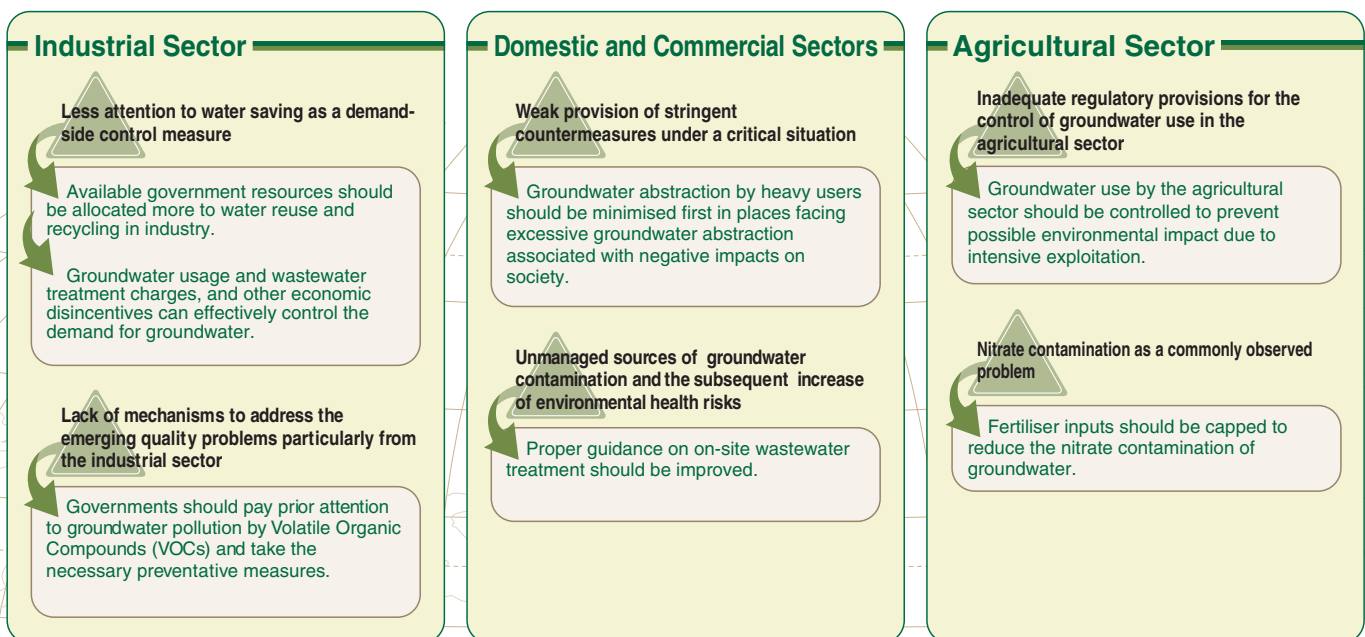 Industrial Sector
Less attention to water saving as a demand-
side control measure
Available government resources should
be allocated more to water reuse and
recycling in industry.
Groundwater usage and wastewater
treatment charges, and other economic
disincentives can effectively control the
demand for groundwater.
Lack of mechanisms to address the
emerging quality problems particularly from
the industrial sector
Governments should pay prior attention
to groundwater pollution by Volatile Organic
Compounds (VOCs) and take the
necessary preventative measures.
Domestic and Commercial Sectors
Weak provision of stringent
countermeasures under a critical situation
Groundwater abstraction by heavy users
should be minimised first in places facing
excessive groundwater abstraction
associated with negative impacts on
society.
Unmanaged sources of groundwater
contamination and the subsequent increase
of environmental health risks
Proper guidance on on-site wastewater
treatment should be improved.
Agricultural Sector
Inadequate regulatory provisions for the
control of groundwater use in the
agricultural sector
Groundwater use by the agricultural
sector should be controlled to prevent
possible environmental impact due to
intensive exploitation.
Nitrate contamination as a commonly observed
problem
Fertiliser inputs should be capped to
reduce the nitrate contamination of
groundwater.